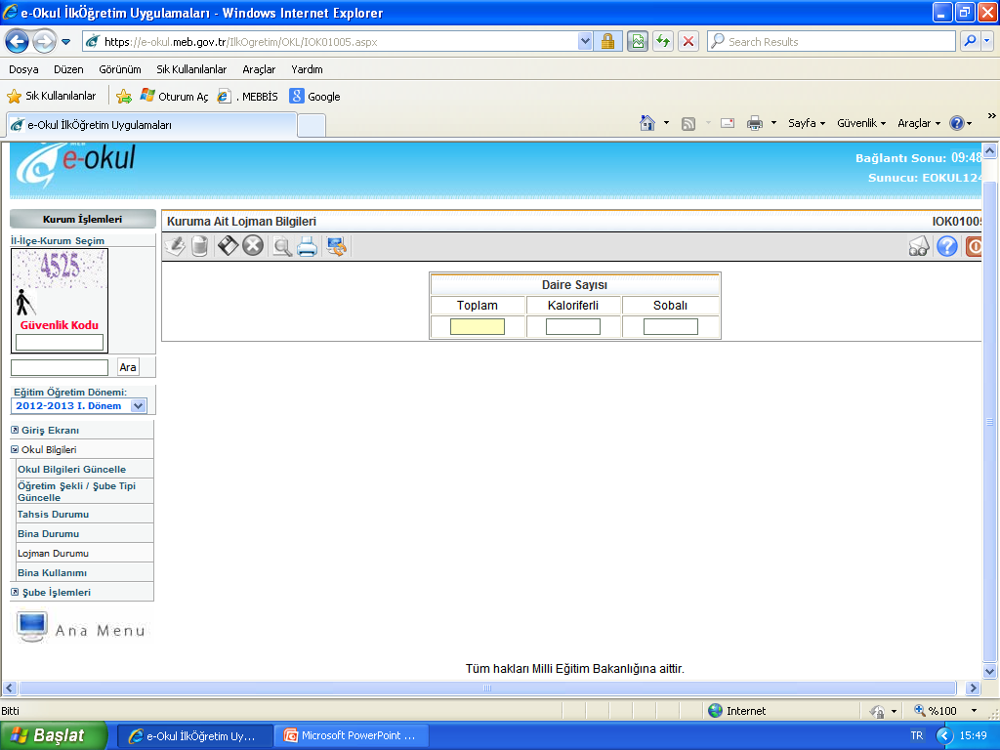 e-Okul İlkÖğretim Uygulamaları - Windows Internet Explorer
https://e-okul.meb.gov.tr/IlkOgretim/OKL/IOK01005.aspx
Search Results
Dosya Düzen Görünüm Sık Kullanılanlar Araçlar Yardım
Sık Kullanılanlar Oturum Aç . MEBBİS Google
e-Okul İlkÖğretim Uygulamaları
Sayfa Güvenlik Araçlar »
e-okul
Bağlantı Sonu: 09:48
Sunucu: EOKUL124
Kurum İşlemleri
İl-İlçe-Kurum Seçim
4525
Güvenlik Kodu
Ara
Eğitim Öğretim Dönemi:
2012-2013 I. Dönem
Giriş Ekranı
Okul Bilgileri
Okul Bilgileri Güncelle
Öğretim Şekli / Şube Tipi
Güncelle
Tahsis Durumu
Bina Durumu
Lojman Durumu
Bina Kullanımı
Şube İşlemleri
Ana Menu
Kuruma Ait Lojman Bilgileri
IOK01005
Daire Sayısı
Toplam Kaloriferli Sobalı
Tüm hakları Milli Eğitim Bakanlığına aittir.
Bitti
Internet
%100
Başlat
e-Okul İlkÖğretim Uy...
Microsoft PowerPoint ...
TR
15:49